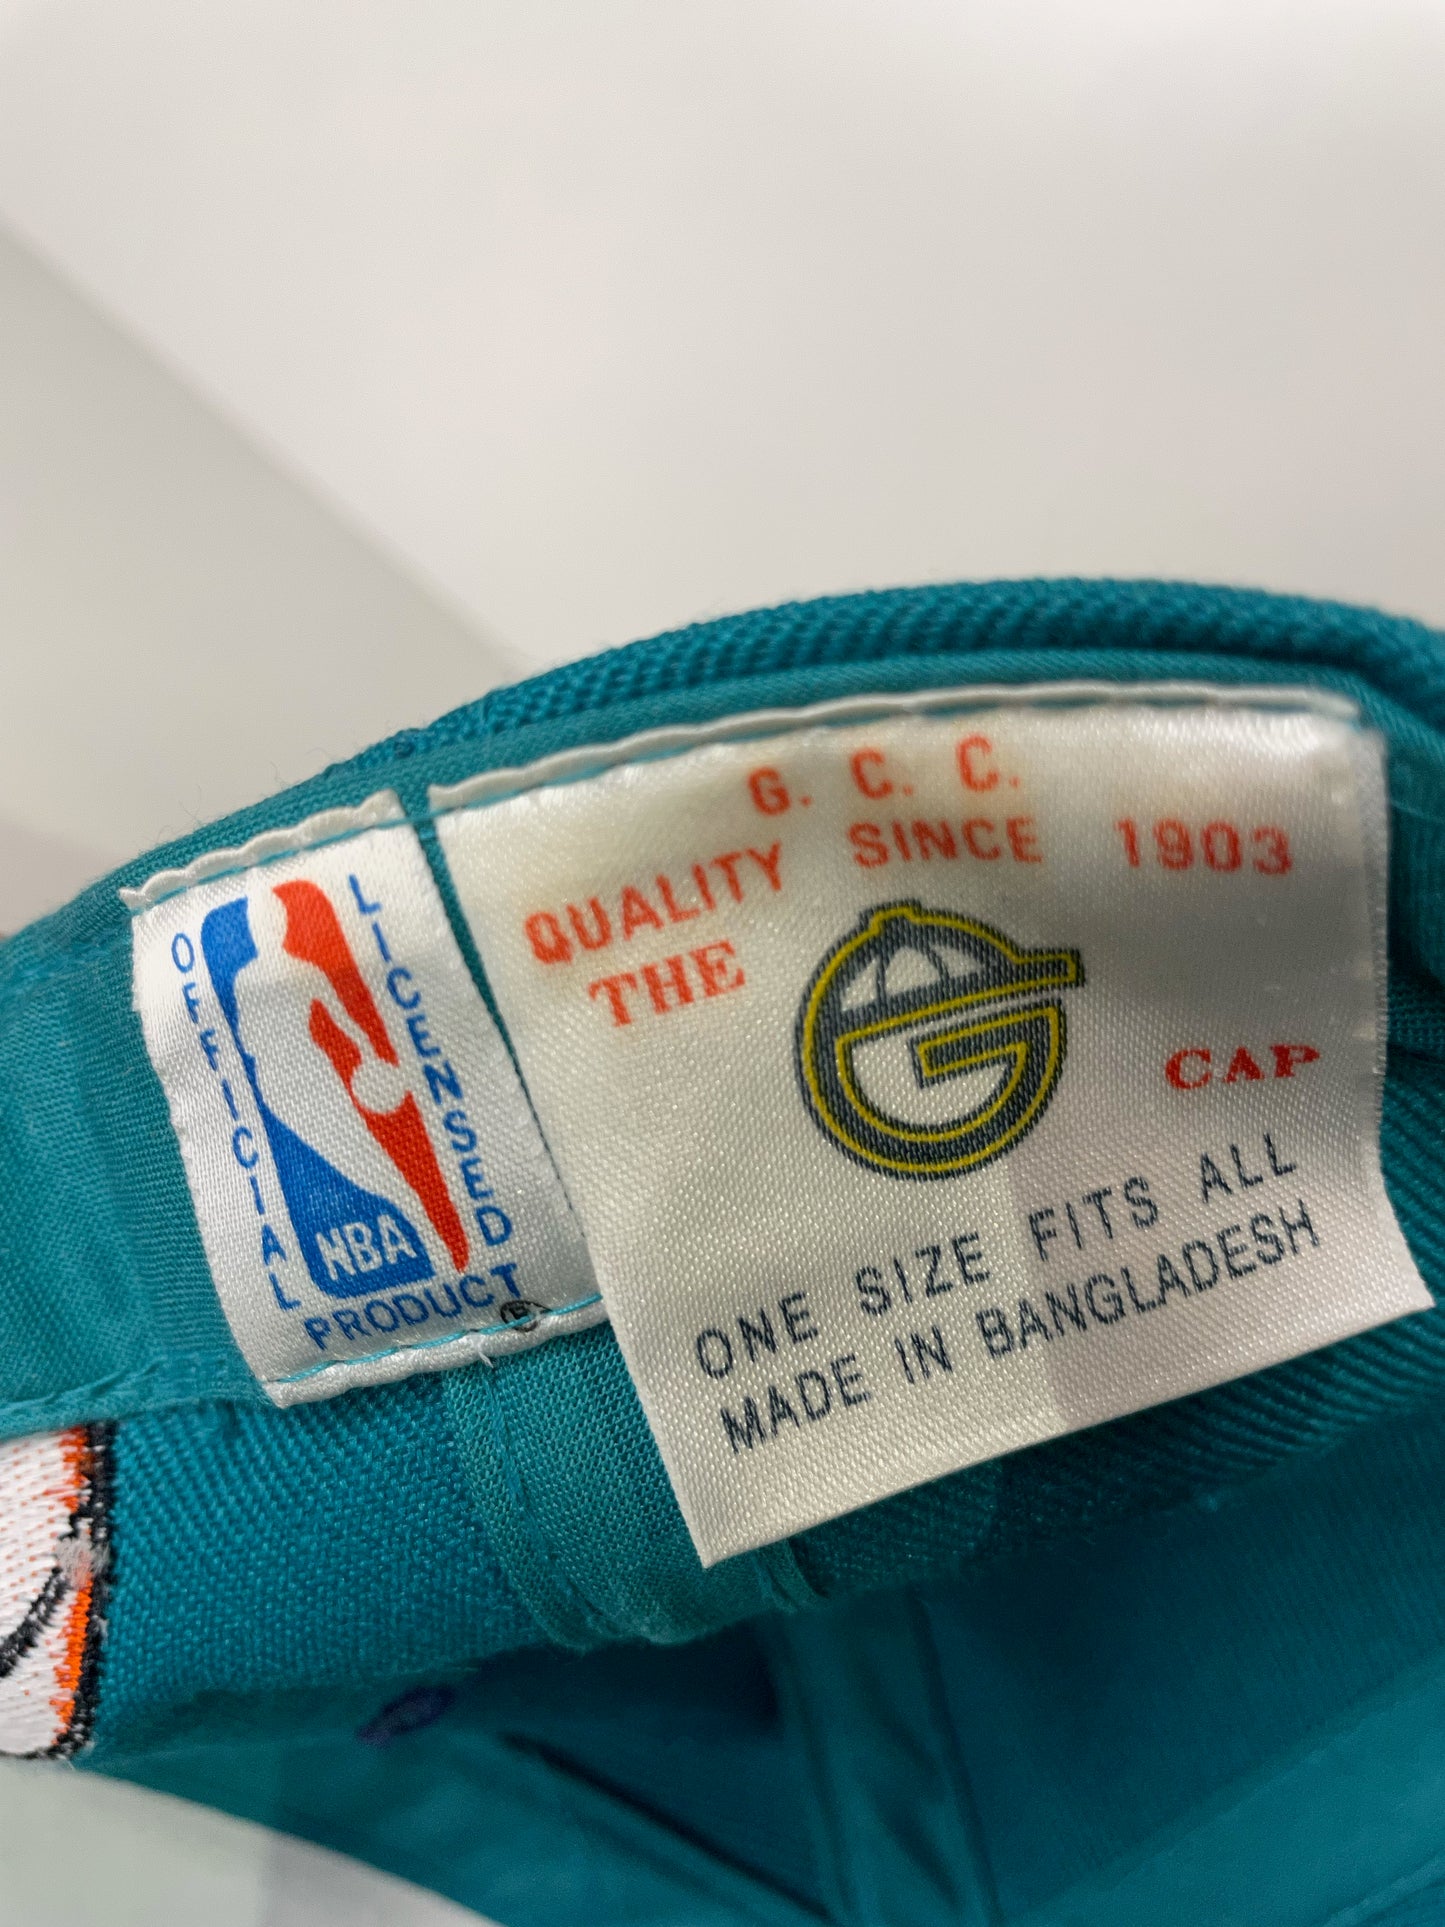 OFFICIAL
LICENSED
NBA
PRODUCT
G. C. C.
QUALITY SINCE 1903
THE G CAP
ONE SIZE FITS ALL
MADE IN BANGLADESH